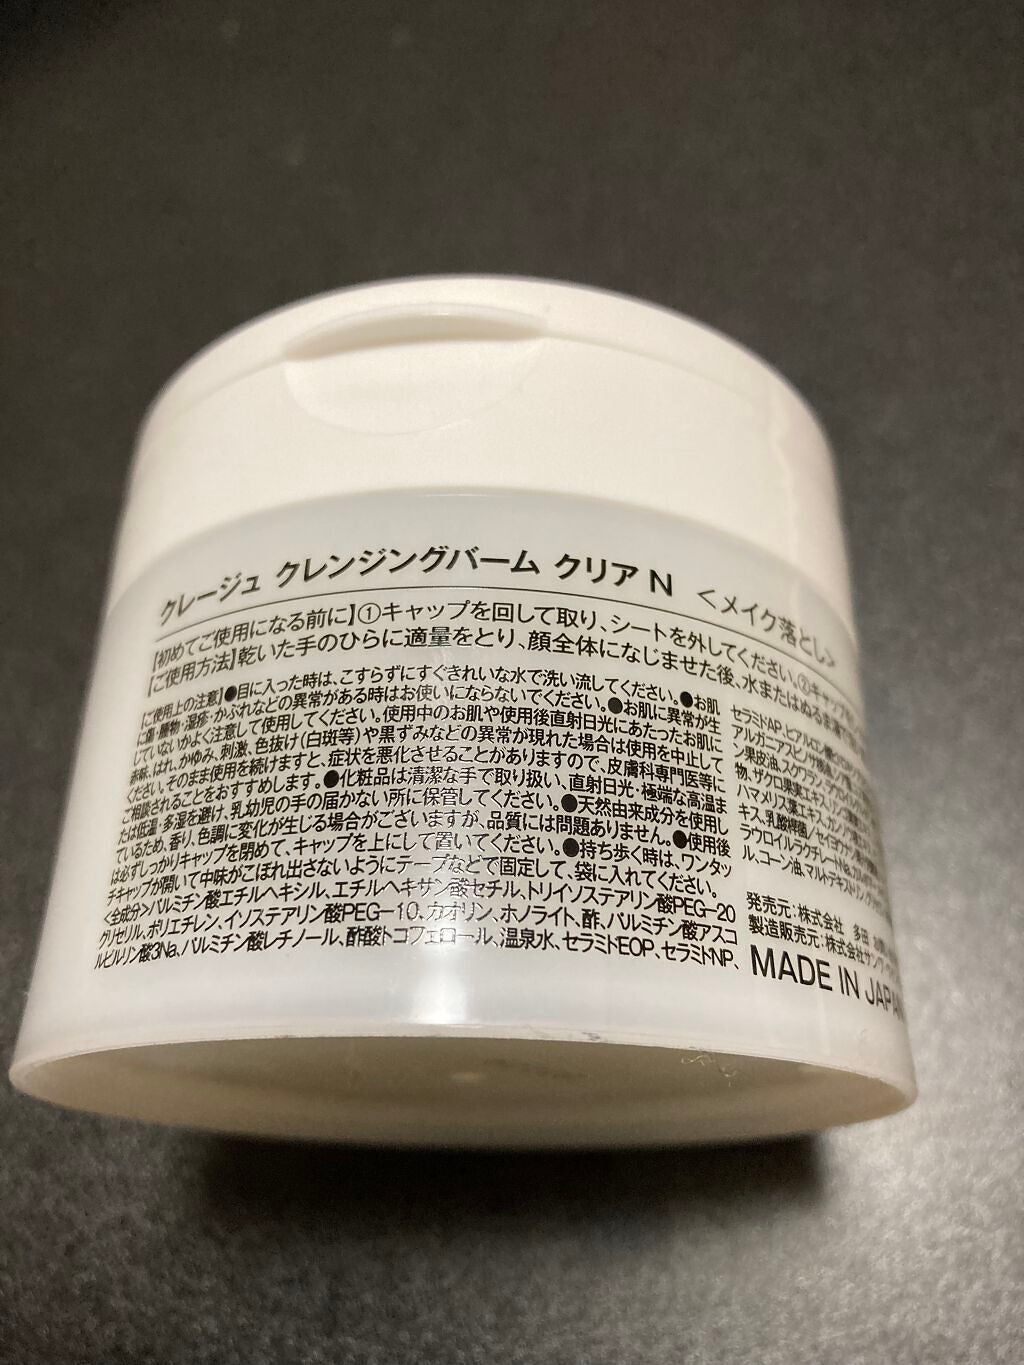 クレージュ クレンジングバーム クリア N <メイク落とし>
【初めてご使用になる前に】①キャップを回して取り、シートを外してください。②キャップを
【ご使用方法】乾いた手のひらに適量をとり、顔全体になじませた後、水またはぬるま湯で
【ご使用上の注意】●目に入った時は、こすらずにすぐきれいな水で洗い流してください。●お肌
に傷・腫物・湿疹・かぶれなどの異常がある時はお使いにならないでください。●お肌に異常が生
じていないかよく注意して使用してください。使用中のお肌や使用後直射日光にあたったお肌に
赤斑、はれ、かゆみ、刺激、色抜け(白斑等)や黒ずみなどの異常が現れた場合は使用を中止して
ください。そのまま使用を続けますと、症状を悪化させることがありますので、皮膚科専門医等に
ご相談されることをおすすめします。●化粧品は清潔な手で取り扱い、直射日光・極端な高温ま
たは低温・多湿を避け、乳幼児の手の届かない所に保管してください。●天然由来成分を使用し
ているため、香り、色調に変化が生じる場合がございますが、品質には問題ありません。●使用後
は必ずしっかりキャップを閉めて、キャップを上にして置いてください。●持ち歩く時は、ワンタッ
チキャップが開いて中味がこぼれ出さないようにテープなどで固定して、袋に入れてください。
<全成分>パルミチン酸エチルヘキシル、エチルヘキサン酸セチル、トリイソステアリン酸PEG-20
グリセリル、ポリエチレン、イソステアリン酸PEG-10、カオリン、ホノライト、酢、パルミチン酸アスコ
ルビルリン酸3Na、パルミチン酸レチノール、酢酸トコフェロール、温泉水、セラミドEOP、セラミドNP、
セラミドAP、ヒアルロン酸
アルガニアスピノサ核油
ン果皮油、スクワラン
物、ザクロ果実エキス
ハマメリス葉エキス
キス、乳酸桿菌/セイヨウナシ
ラウロイルラクチレートNa
ル、コーン油、マルトデキストリン
発売元:株式会社 多田
製造販売元:株式会社サン
MADE IN JAPAN